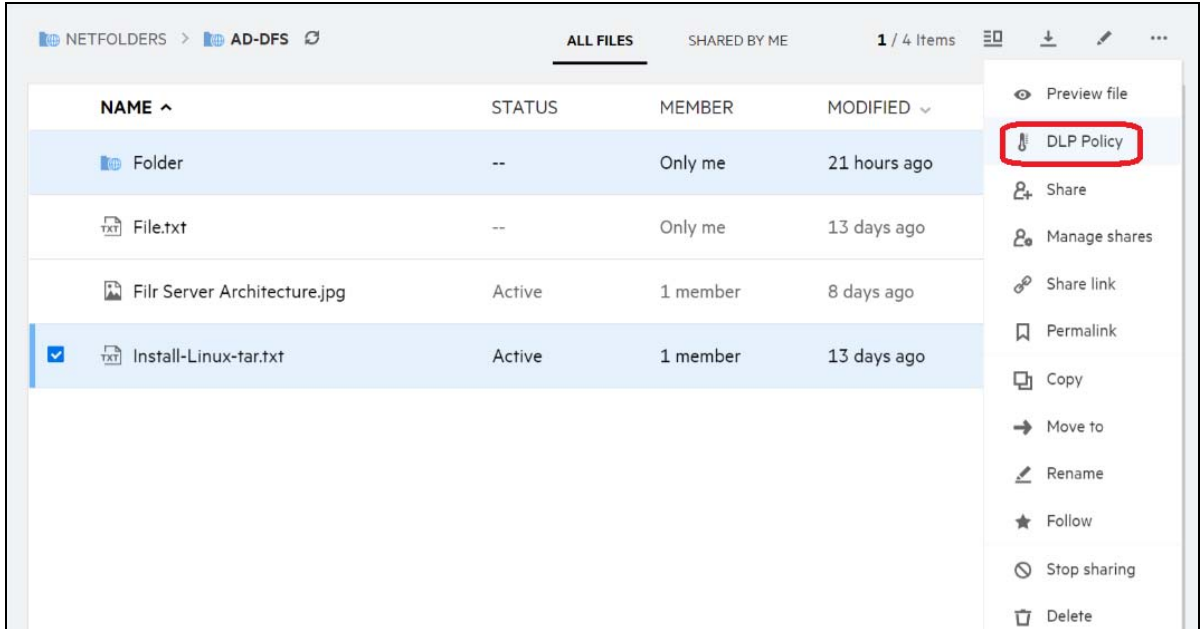 NETFOLDERS > AD-DFS
ALL FILES SHARED BY ME 1 / 4 Items
NAME STATUS MEMBER MODIFIED
Folder -- Only me 21 hours ago
TXT File.txt -- Only me 13 days ago
Filr Server Architecture.jpg Active 1 member 8 days ago
TXT Install-Linux-tar.txt Active 1 member 13 days ago
Preview file
DLP Policy
Share
Manage shares
Share link
Permalink
Copy
Move to
Rename
Follow
Stop sharing
Delete